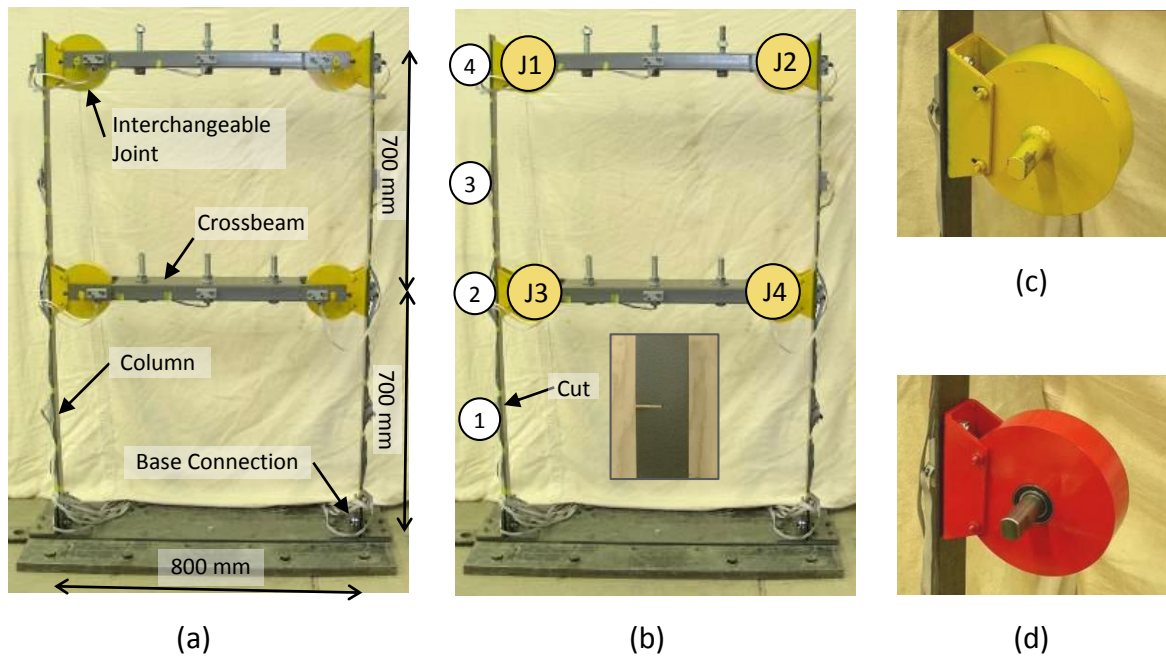 Interchangeable
Joint
Crossbeam
Column
Base Connection
700 mm
700 mm
800 mm
(a)
4
J1
J2
3
2
J3
J4
Cut
1
(b)
(c)
(d)